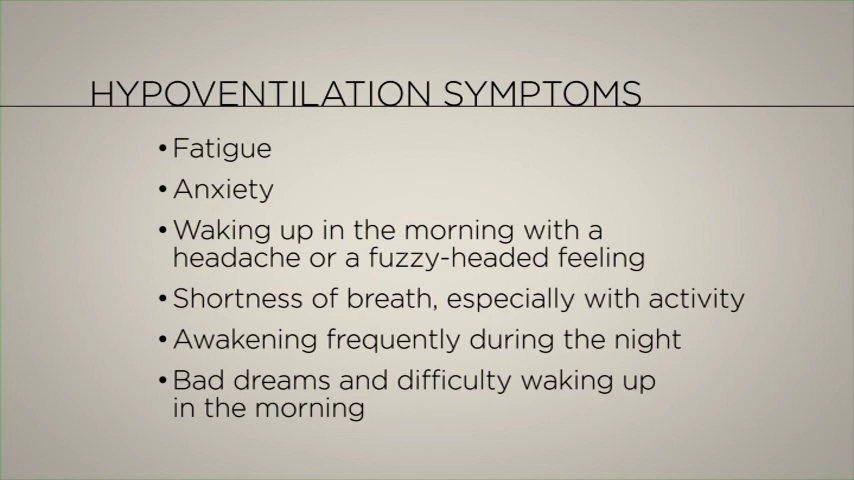 HYPOVENTILATION SYMPTOMS
• Fatigue
• Anxiety
• Waking up in the morning with a
headache or a fuzzy-headed feeling
• Shortness of breath, especially with activity
• Awakening frequently during the night
• Bad dreams and difficulty waking up
in the morning